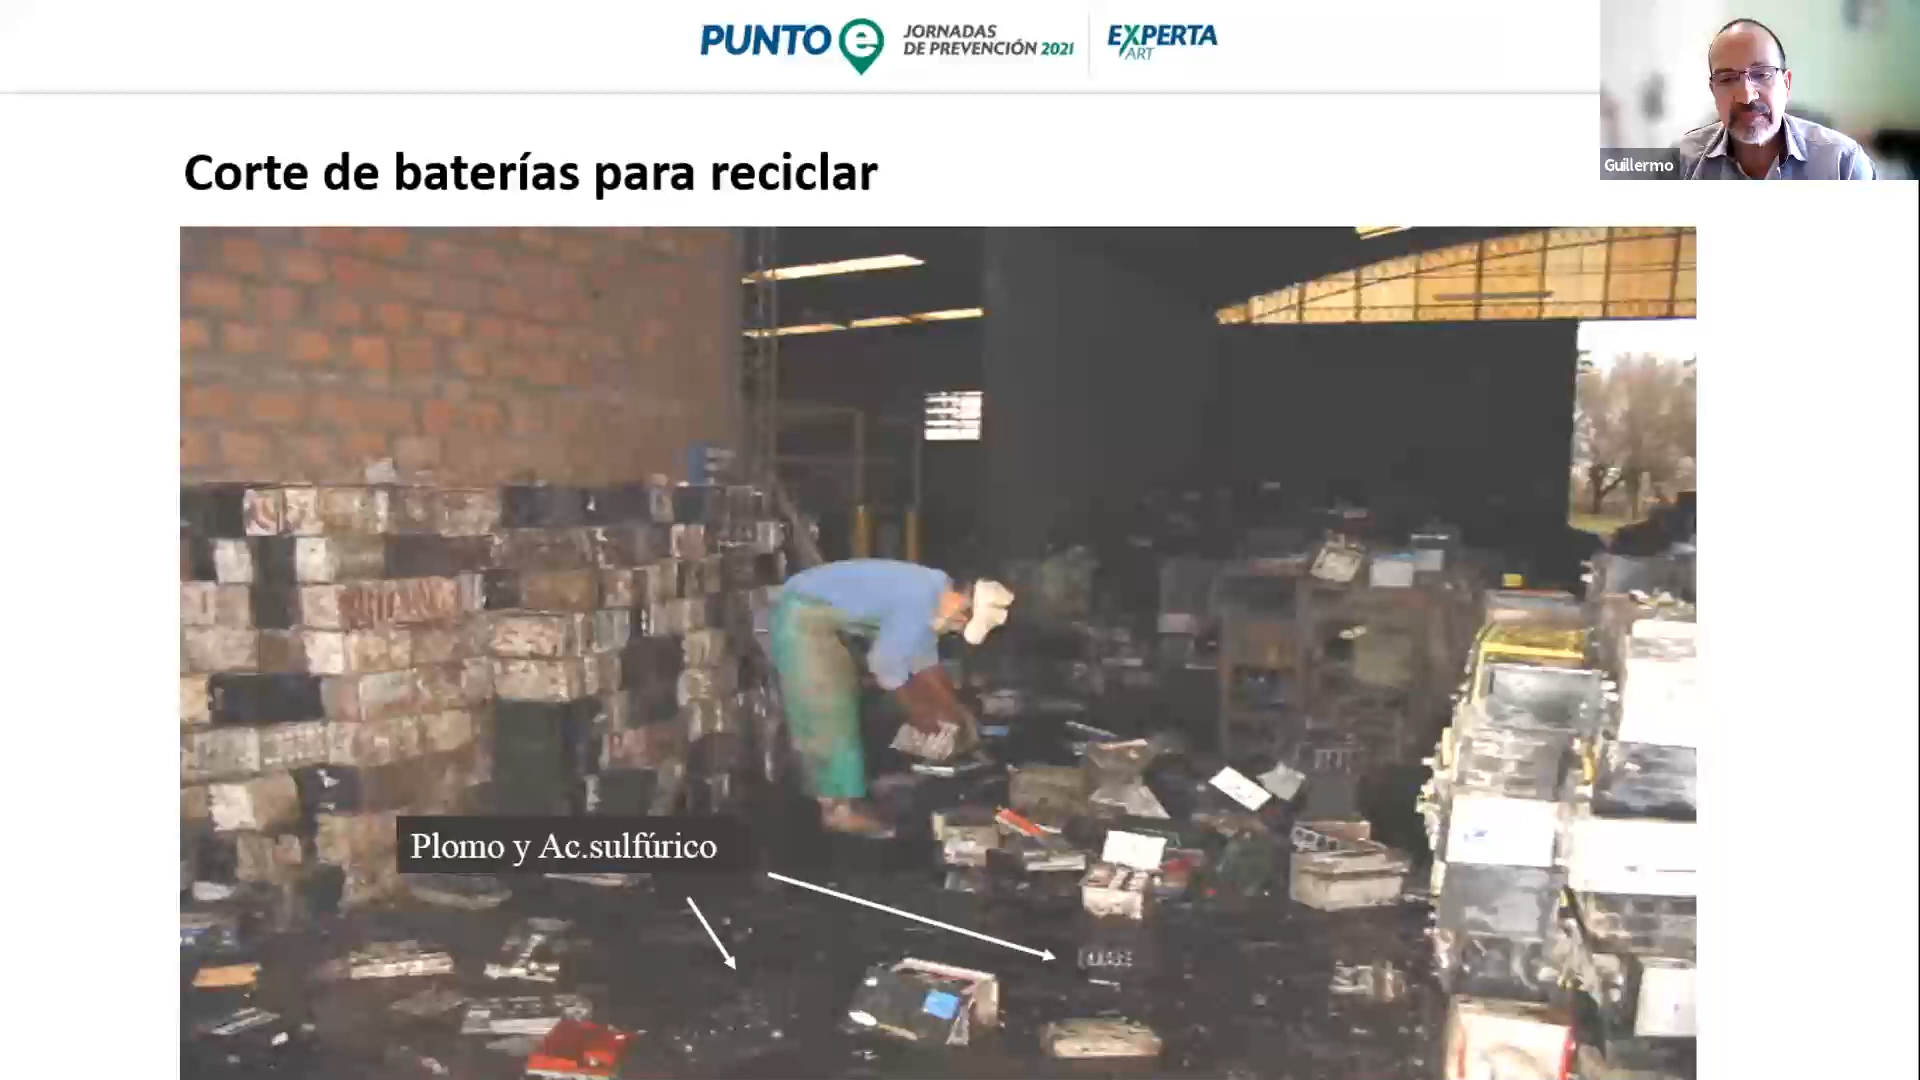 PUNTO e
JORNADAS
DE PREVENCIÓN 2021
EXPERTA
ART
Guillermo
Corte de baterías para reciclar
Plomo y Ac.sulfúrico